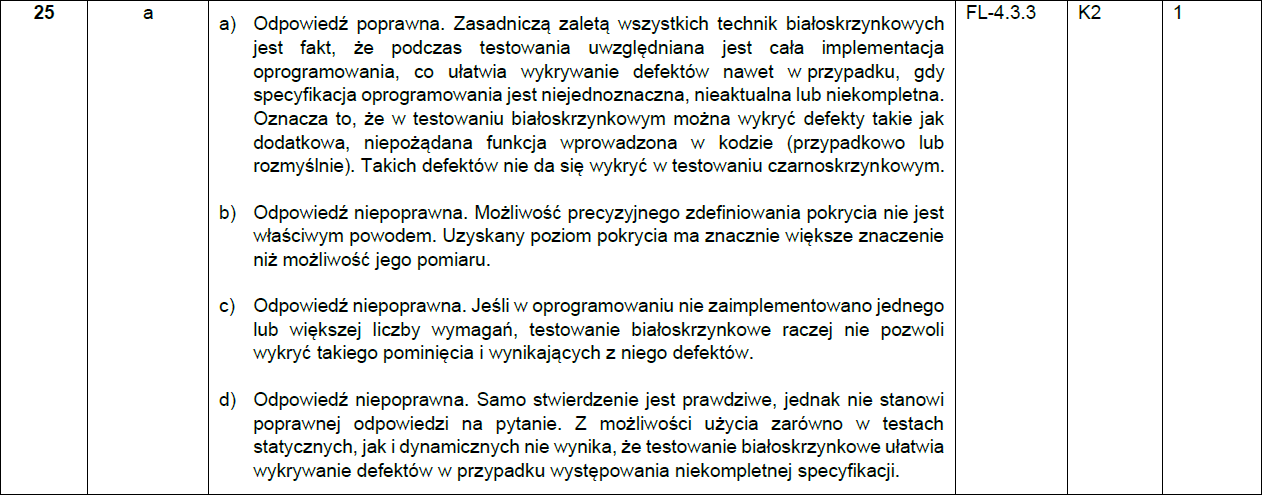 25 a a) Odpowiedź poprawna. Zasadniczą zaletą wszystkich technik białoskrzynkowych FL-4.3.3 K2 1
jest fakt, że podczas testowania uwzględniana jest cała implementacja
oprogramowania, co ułatwia wykrywanie defektów nawet w przypadku, gdy
specyfikacja oprogramowania jest niejednoznaczna, nieaktualna lub niekompletna.
Oznacza to, że w testowaniu białoskrzynkowym można wykryć defekty takie jak
dodatkowa, niepożądana funkcja wprowadzona w kodzie (przypadkowo lub
rozmyślnie). Takich defektów nie da się wykryć w testowaniu czarnoskrzynkowym.
b) Odpowiedź niepoprawna. Możliwość precyzyjnego zdefiniowania pokrycia nie jest
właściwym powodem. Uzyskany poziom pokrycia ma znacznie większe znaczenie
niż możliwość jego pomiaru.
c) Odpowiedź niepoprawna. Jeśli w oprogramowaniu nie zaimplementowano jednego
lub większej liczby wymagań, testowanie białoskrzynkowe raczej nie pozwoli
wykryć takiego pominięcia i wynikających z niego defektów.
d) Odpowiedź niepoprawna. Samo stwierdzenie jest prawdziwe, jednak nie stanowi
poprawnej odpowiedzi na pytanie. Z możliwości użycia zarówno w testach
statycznych, jak i dynamicznych nie wynika, że testowanie białoskrzynkowe ułatwia
wykrywanie defektów w przypadku występowania niekompletnej specyfikacji.